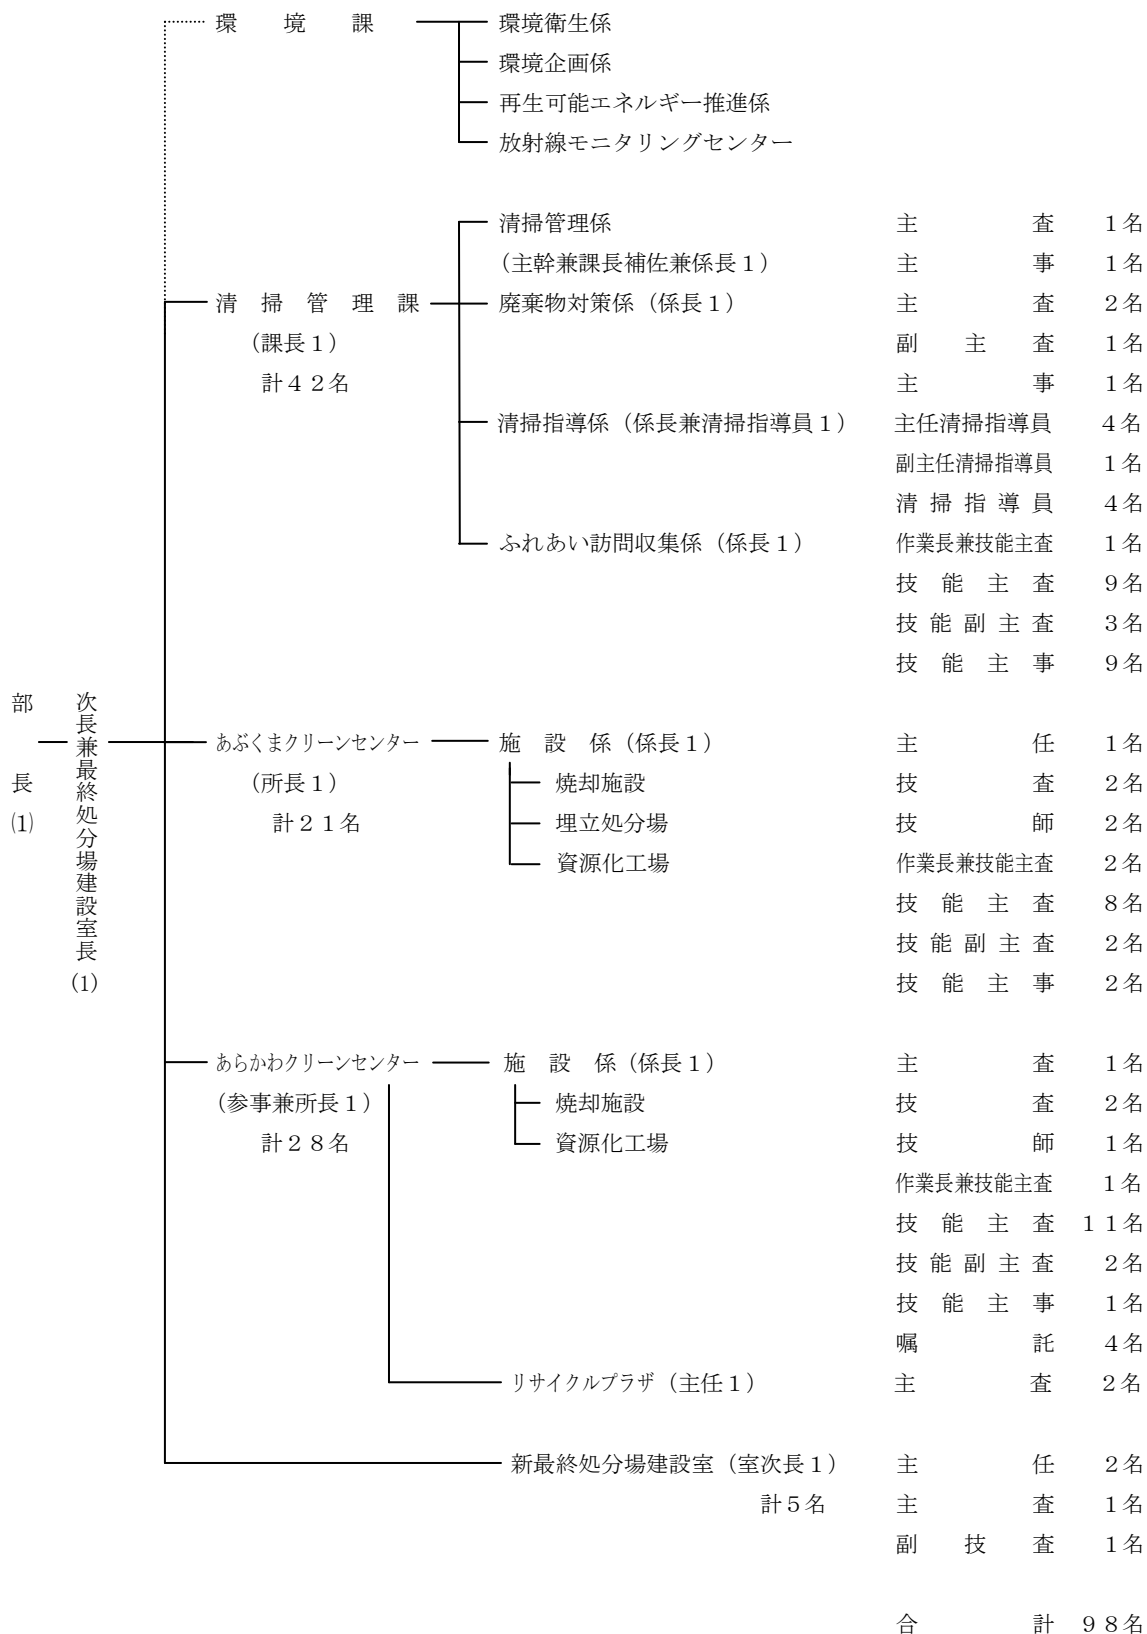 環境課 環境衛生係
環境企画係
再生可能エネルギー推進係
放射線モニタリングセンター
清掃管理係 主査 1名
(主幹兼課長補佐兼係長1) 主事 1名
清掃管理課 廃棄物対策係(係長1) 主査 2名
(課長1) 副主査 1名
計42名 主事 1名
清掃指導係(係長兼清掃指導員1) 主任清掃指導員 4名
副主任清掃指導員 1名
清掃指導員 4名
ふれあい訪問収集係(係長1) 作業長兼技能主査 1名
技能主査 9名
技能副主査 3名
技能主事 9名
部長(1)
次長兼最終処分場建設室長(1)
あぶくまクリーンセンター 施設係(係長1) 主任 1名
(所長1) 焼却施設 技査 2名
計21名 埋立処分場 技師 2名
資源化工場 作業長兼技能主査 2名
技能主査 8名
技能副主査 2名
技能主事 2名
あらかわクリーンセンター 施設係(係長1) 主査 1名
(参事兼所長1) 焼却施設 技査 2名
計28名 資源化工場 技師 1名
作業長兼技能主査 1名
技能主査 11名
技能副主査 2名
技能主事 1名
嘱託 4名
リサイクルプラザ(主任1) 主査 2名
新最終処分場建設室(室次長1) 主任 2名
計5名 主査 1名
副技査 1名
合計 98名